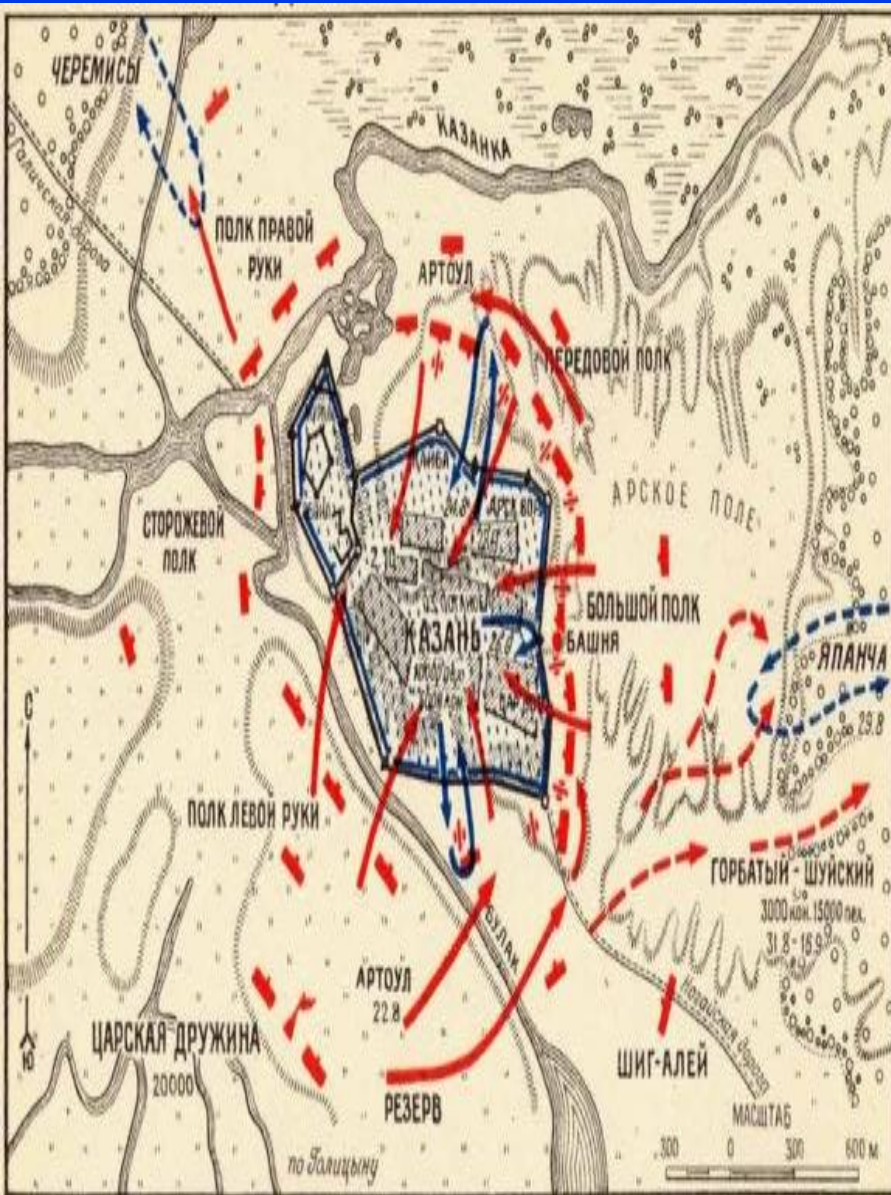 ЧЕРЕМИСЫ
КАЗАНКА
Галичская дорога
ПОЛК ПРАВОЙ
РУКИ
АРТОУЛ
ПЕРЕДОВОЙ ПОЛК
АРСКОЕ ПОЛЕ
СТОРОЖЕВОЙ
ПОЛК
БОЛЬШОЙ ПОЛК
КАЗАНЬ
БАШНЯ
ЯПАНЧА
29.8
С
ПОЛК ЛЕВОЙ РУКИ
ГОРБАТЫЙ-ШУЙСКИЙ
3000 кон. 15000 пех.
31.8-16.9
БУЛАК
АРТОУЛ
22.8
Ногайская дорога
ЦАРСКАЯ ДРУЖИНА
20000
Ю
ШИГ-АЛЕЙ
РЕЗЕРВ
МАСШТАБ
по Голицыну
300 0 300 600 м